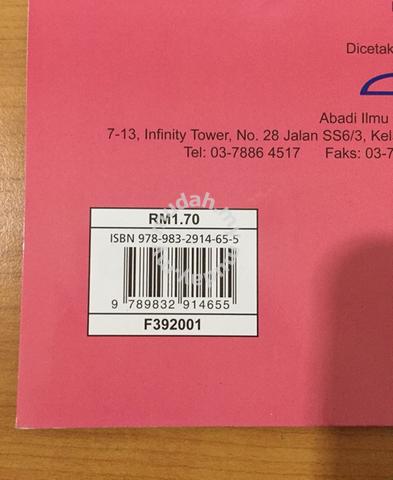 Dicetak
Abadi Ilmu
7-13, Infinity Tower, No. 28 Jalan SS6/3, Kela
Tel: 03-7886 4517 Faks: 03-7
RM1.70
ISBN 978-983-2914-65-5
9 789832 914655
F392001